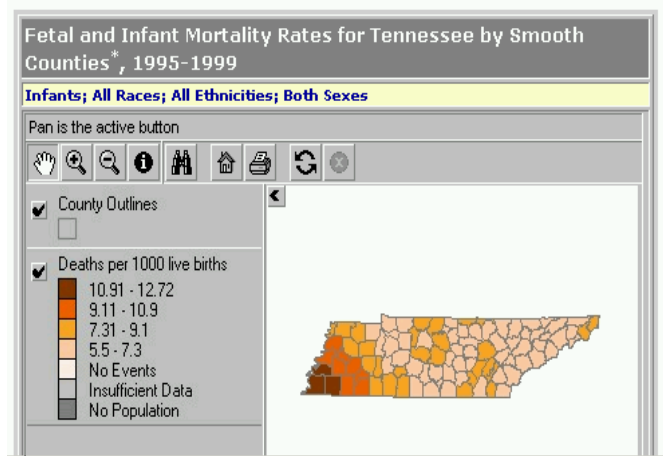 Fetal and Infant Mortality Rates for Tennessee by Smooth
Counties*, 1995-1999
Infants; All Races; All Ethnicities; Both Sexes
Pan is the active button
County Outlines
Deaths per 1000 live births
10.91 - 12.72
9.11 - 10.9
7.31 - 9.1
5.5 - 7.3
No Events
Insufficient Data
No Population